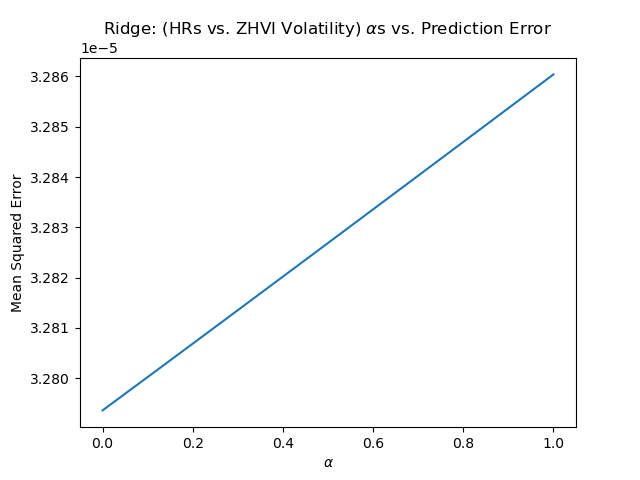 Ridge: (HRs vs. ZHVI Volatility) αs vs. Prediction Error
1e−5
3.286
3.285
3.284
3.283
3.282
3.281
3.280
Mean Squared Error
0.0 0.2 0.4 0.6 0.8 1.0
α